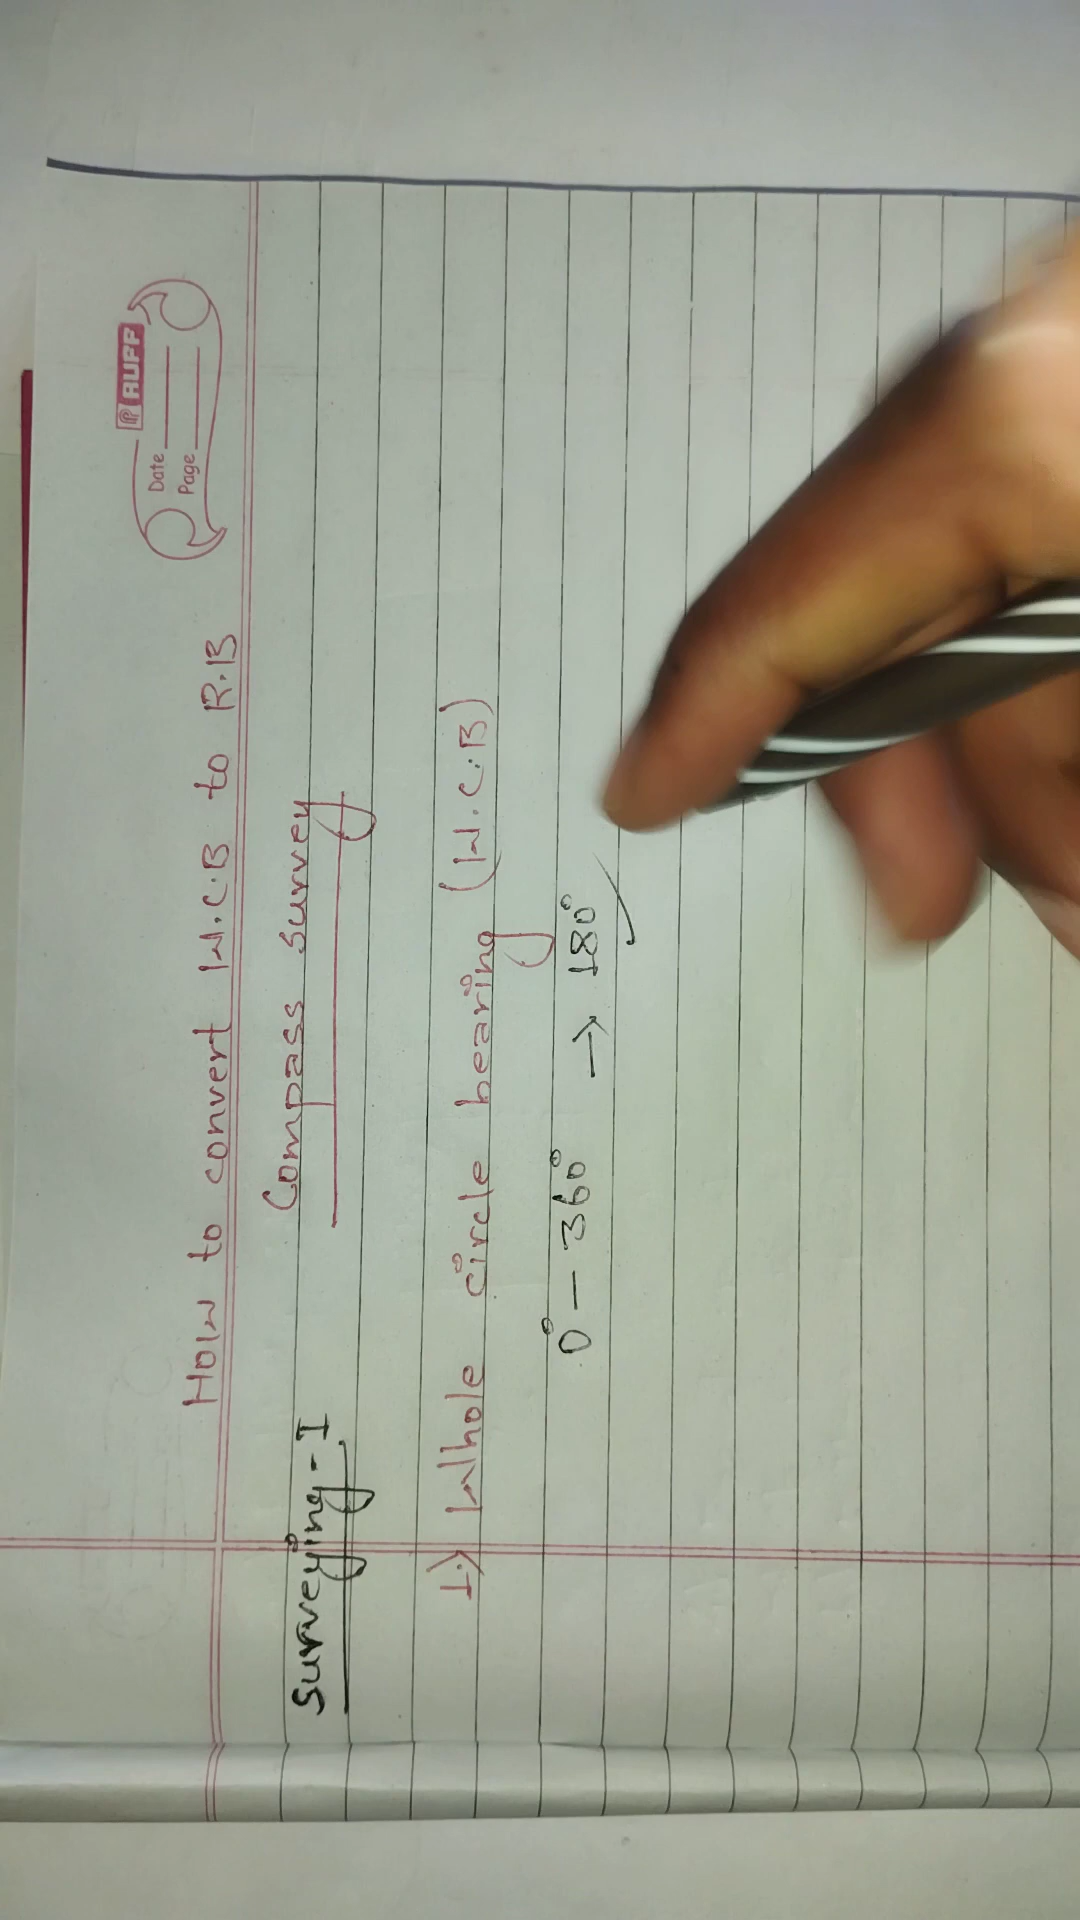 RUFF
Date
Page
How to convert W.C.B to R.B
Surveying-I
Compass survey
1.) Whole circle bearing (W.C.B)
0° - 360° → 180°